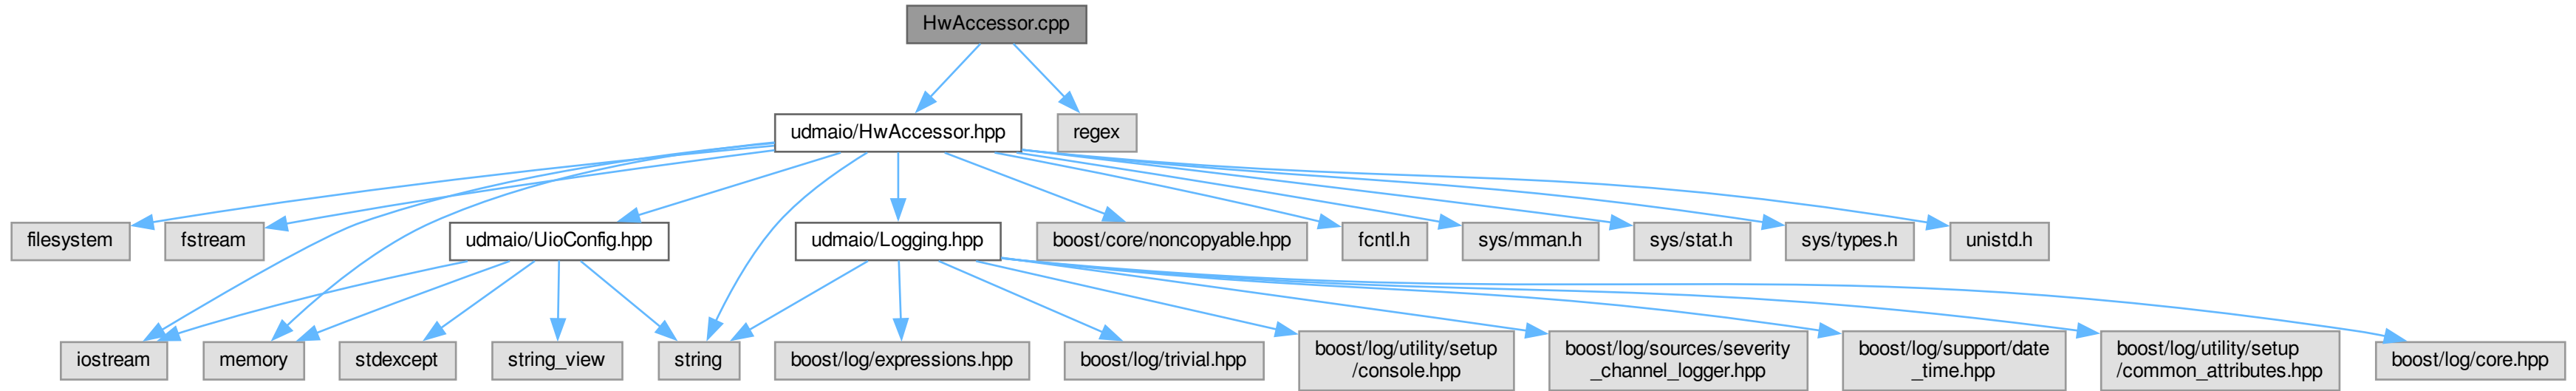 HwAccessor.cpp
udmaio/HwAccessor.hpp
regex
filesystem
fstream
udmaio/UioConfig.hpp
udmaio/Logging.hpp
boost/core/noncopyable.hpp
fcntl.h
sys/mman.h
sys/stat.h
sys/types.h
unistd.h
iostream
memory
stdexcept
string_view
string
boost/log/expressions.hpp
boost/log/trivial.hpp
boost/log/utility/setup
/console.hpp
boost/log/sources/severity
_channel_logger.hpp
boost/log/support/date
_time.hpp
boost/log/utility/setup
/common_attributes.hpp
boost/log/core.hpp